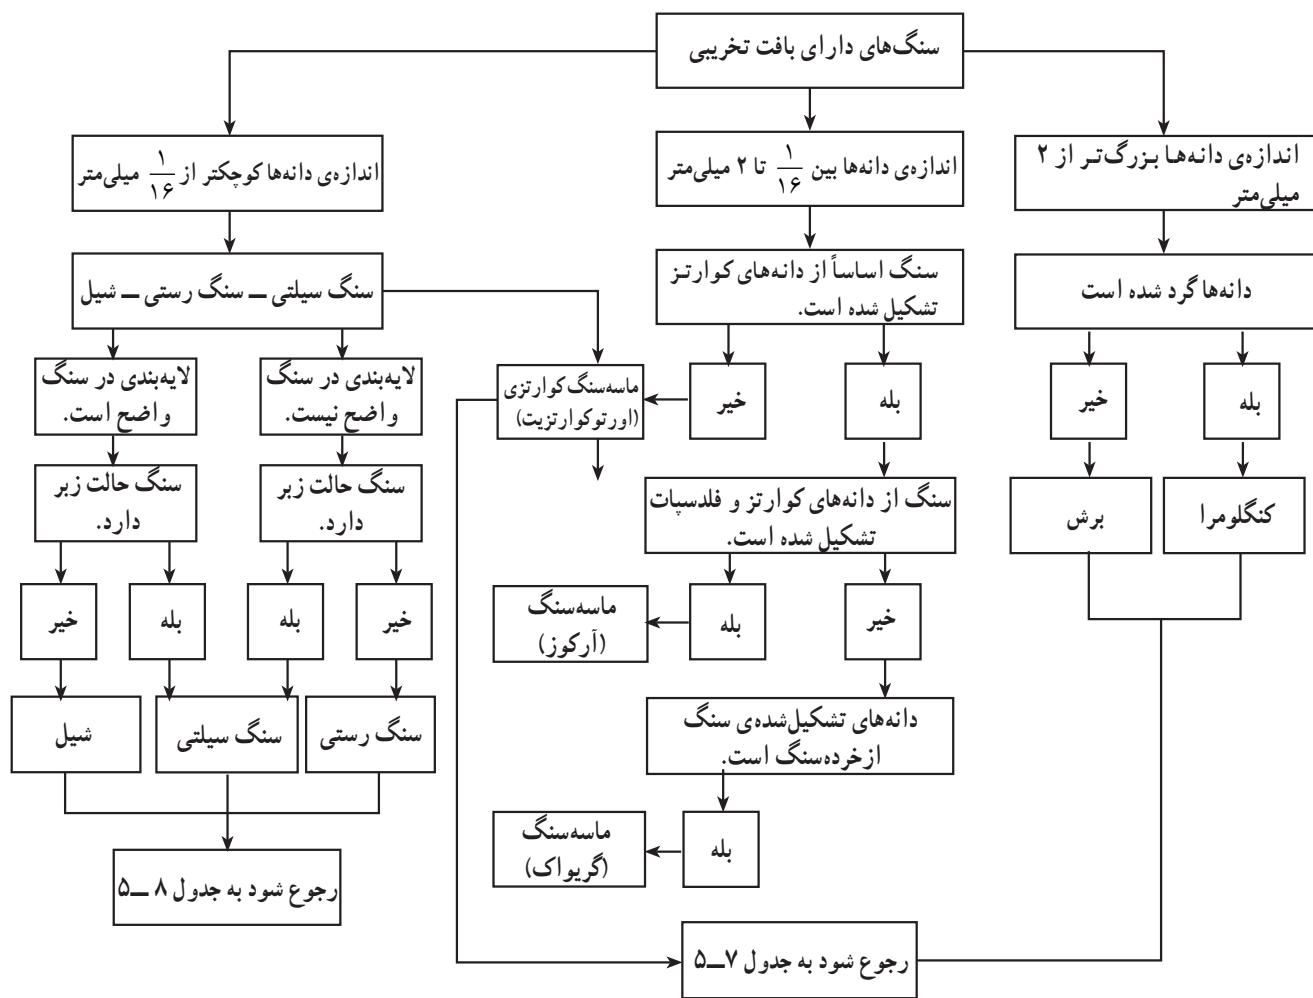 سنگ‌های دارای بافت تخریبی
اندازه‌ی دانه‌ها بزرگ‌تر از ۲
میلی‌متر
اندازه‌ی دانه‌ها بین ۱/۱۶ تا ۲ میلی‌متر
اندازه‌ی دانه‌ها کوچکتر از ۱/۱۶ میلی‌متر
دانه‌ها گرد شده است
سنگ اساساً از دانه‌های کوارتز
تشکیل شده است.
سنگ سیلتی ــ سنگ رستی ــ شیل
بله
خیر
بله
خیر
ماسه‌سنگ کوارتزی
(اورتوکوارتزیت)
لایه‌بندی در سنگ
واضح نیست.
لایه‌بندی در سنگ
واضح است.
کنگلومرا
برش
سنگ از دانه‌های کوارتز و فلدسپات
تشکیل شده است.
سنگ حالت زبر
دارد.
سنگ حالت زبر
دارد.
خیر
بله
ماسه‌سنگ
(آرکوز)
خیر
بله
بله
خیر
دانه‌های تشکیل‌شده‌ی سنگ
ازخرده‌سنگ است.
سنگ رستی
سنگ سیلتی
شیل
بله
ماسه‌سنگ
(گریواک)
رجوع شود به جدول ۸ ــ۵
رجوع شود به جدول ۷ــ۵